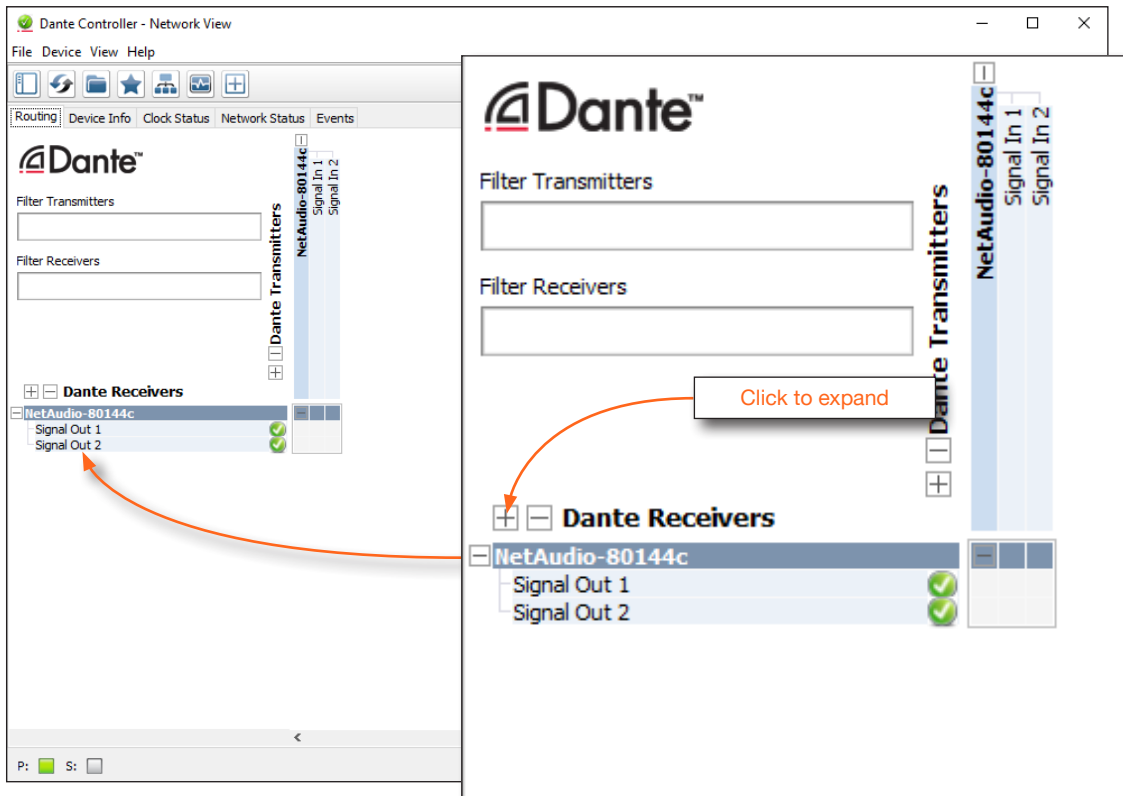 Dante Controller - Network View
File Device View Help
Routing Device Info Clock Status Network Status Events
Dante™
Filter Transmitters
Filter Receivers
Dante Transmitters
NetAudio-80144c
Signal In 1
Signal In 2
Dante Receivers
NetAudio-80144c
Signal Out 1
Signal Out 2
P: S:
Dante™
Filter Transmitters
Filter Receivers
Dante Transmitters
NetAudio-80144c
Signal In 1
Signal In 2
Click to expand
Dante Receivers
NetAudio-80144c
Signal Out 1
Signal Out 2